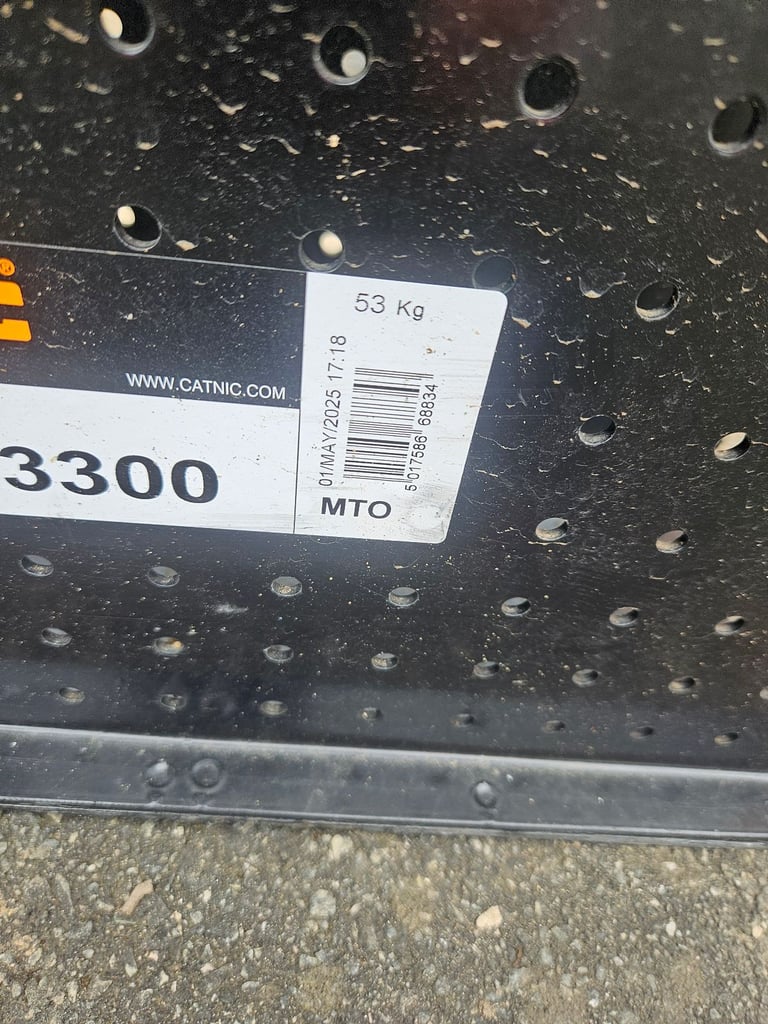 ®
53 Kg
WWW.CATNIC.COM
01/MAY/2025 17:18
5 017586 68834
3300
MTO